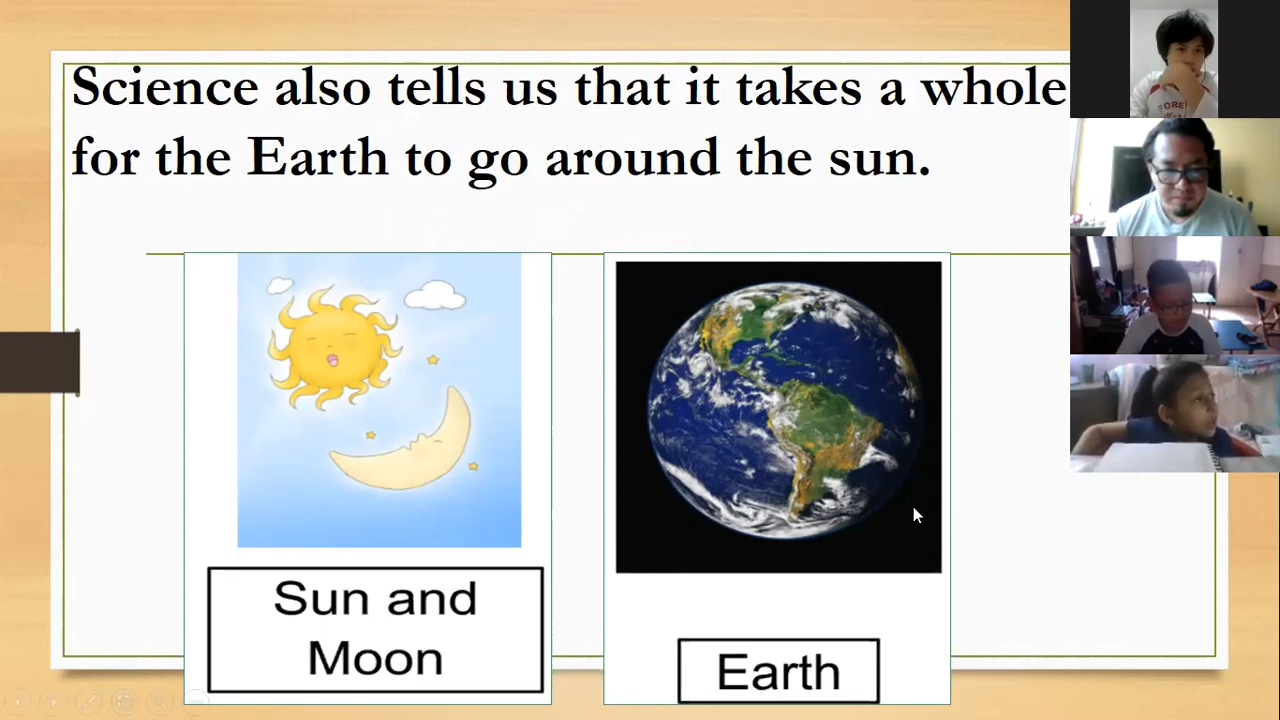 Science also tells us that it takes a whole
for the Earth to go around the sun.
FORE
Sun and
Moon
Earth